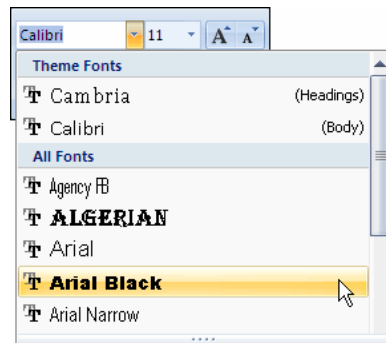 Calibri 11 A A
Theme Fonts
Cambria (Headings)
Calibri (Body)
All Fonts
Agency FB
ALGERIAN
Arial
Arial Black
Arial Narrow